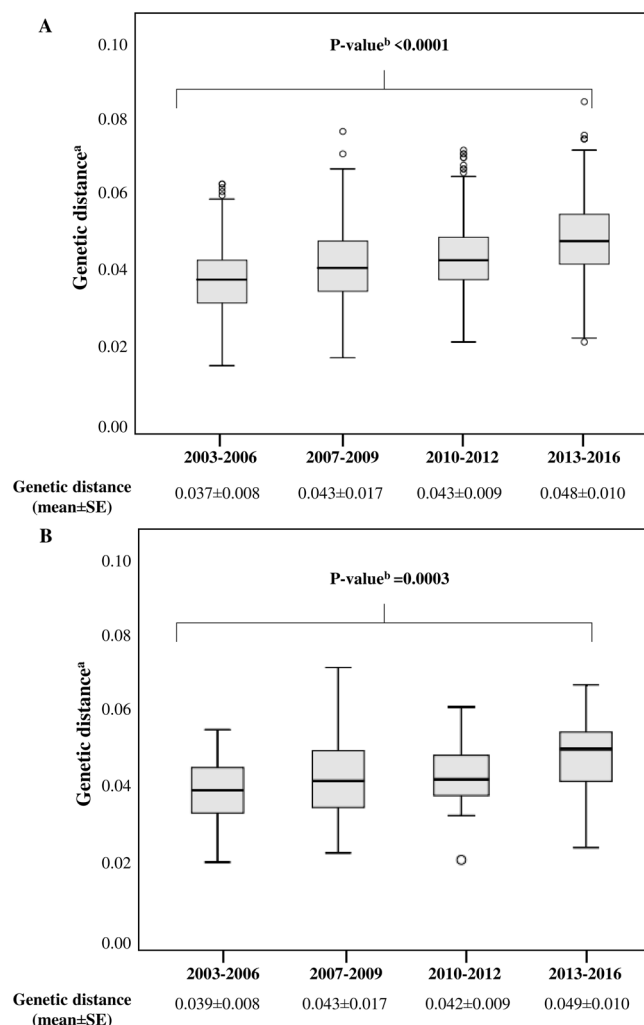 A
P-valueᵇ <0.0001
Genetic distanceᵃ
0.10
0.08
0.06
0.04
0.02
0.00
2003-2006 2007-2009 2010-2012 2013-2016
Genetic distance
(mean±SE)
0.037±0.008 0.043±0.017 0.043±0.009 0.048±0.010
B
P-valueᵇ =0.0003
Genetic distanceᵃ
0.10
0.08
0.06
0.04
0.02
0.00
2003-2006 2007-2009 2010-2012 2013-2016
Genetic distance
(mean±SE)
0.039±0.008 0.043±0.017 0.042±0.009 0.049±0.010